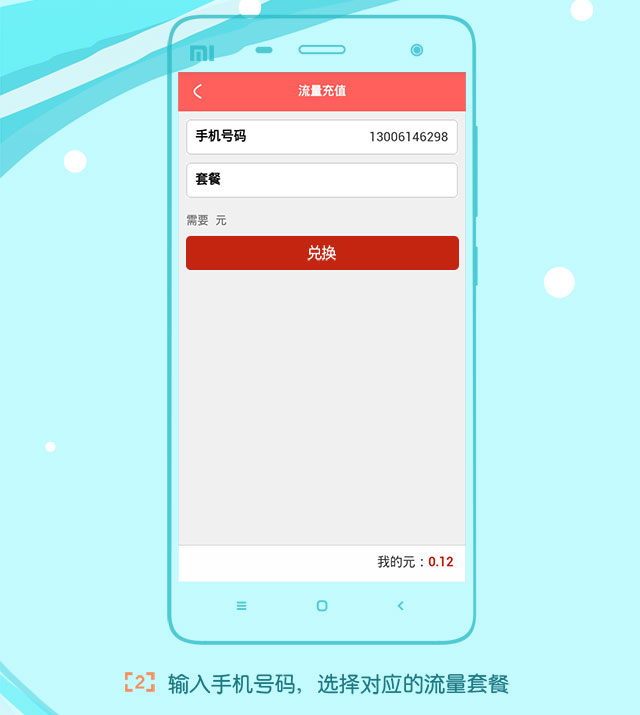 MI
流量充值
手机号码 13006146298
套餐
需要 元
兑换
我的元：0.12
[2] 输入手机号码，选择对应的流量套餐